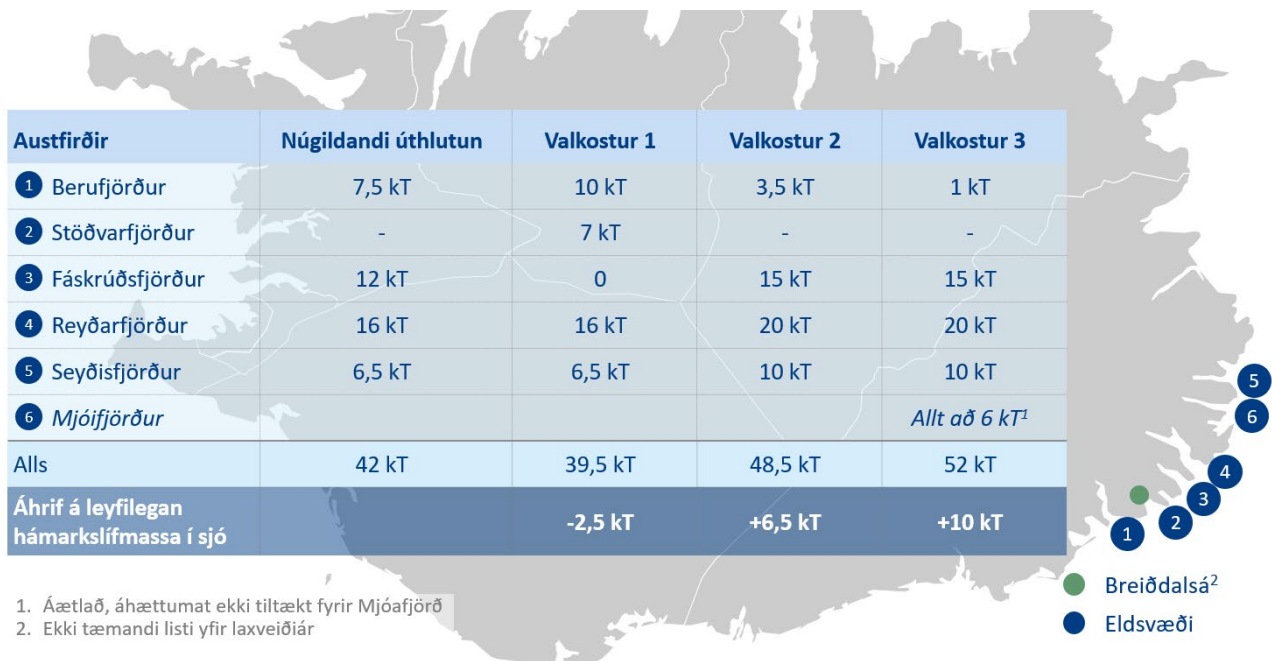 Austfirðir Núgildandi úthlutun Valkostur 1 Valkostur 2 Valkostur 3
1 Berufjörður 7,5 kT 10 kT 3,5 kT 1 kT
2 Stöðvarfjörður - 7 kT - -
3 Fáskrúðsfjörður 12 kT 0 15 kT 15 kT
4 Reyðarfjörður 16 kT 16 kT 20 kT 20 kT
5 Seyðisfjörður 6,5 kT 6,5 kT 10 kT 10 kT
6 Mjóifjörður Allt að 6 kT¹
Alls 42 kT 39,5 kT 48,5 kT 52 kT
Áhrif á leyfilegan
hámarkslífmassa í sjó -2,5 kT +6,5 kT +10 kT
1. Áætlað, áhættumat ekki tiltækt fyrir Mjóafjörð
2. Ekki tæmandi listi yfir laxveiðiár
5
6
4
3
2
1
Breiðdalsá²
Eldsvæði